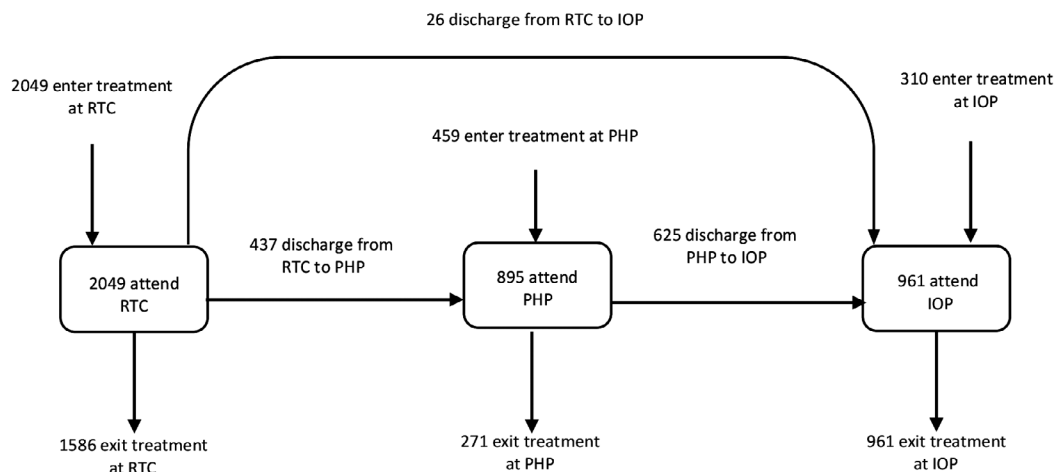 26 discharge from RTC to IOP
2049 enter treatment
at RTC
310 enter treatment
at IOP
459 enter treatment at PHP
437 discharge from
RTC to PHP
625 discharge from
PHP to IOP
2049 attend
RTC
895 attend
PHP
961 attend
IOP
1586 exit treatment
at RTC
271 exit treatment
at PHP
961 exit treatment
at IOP